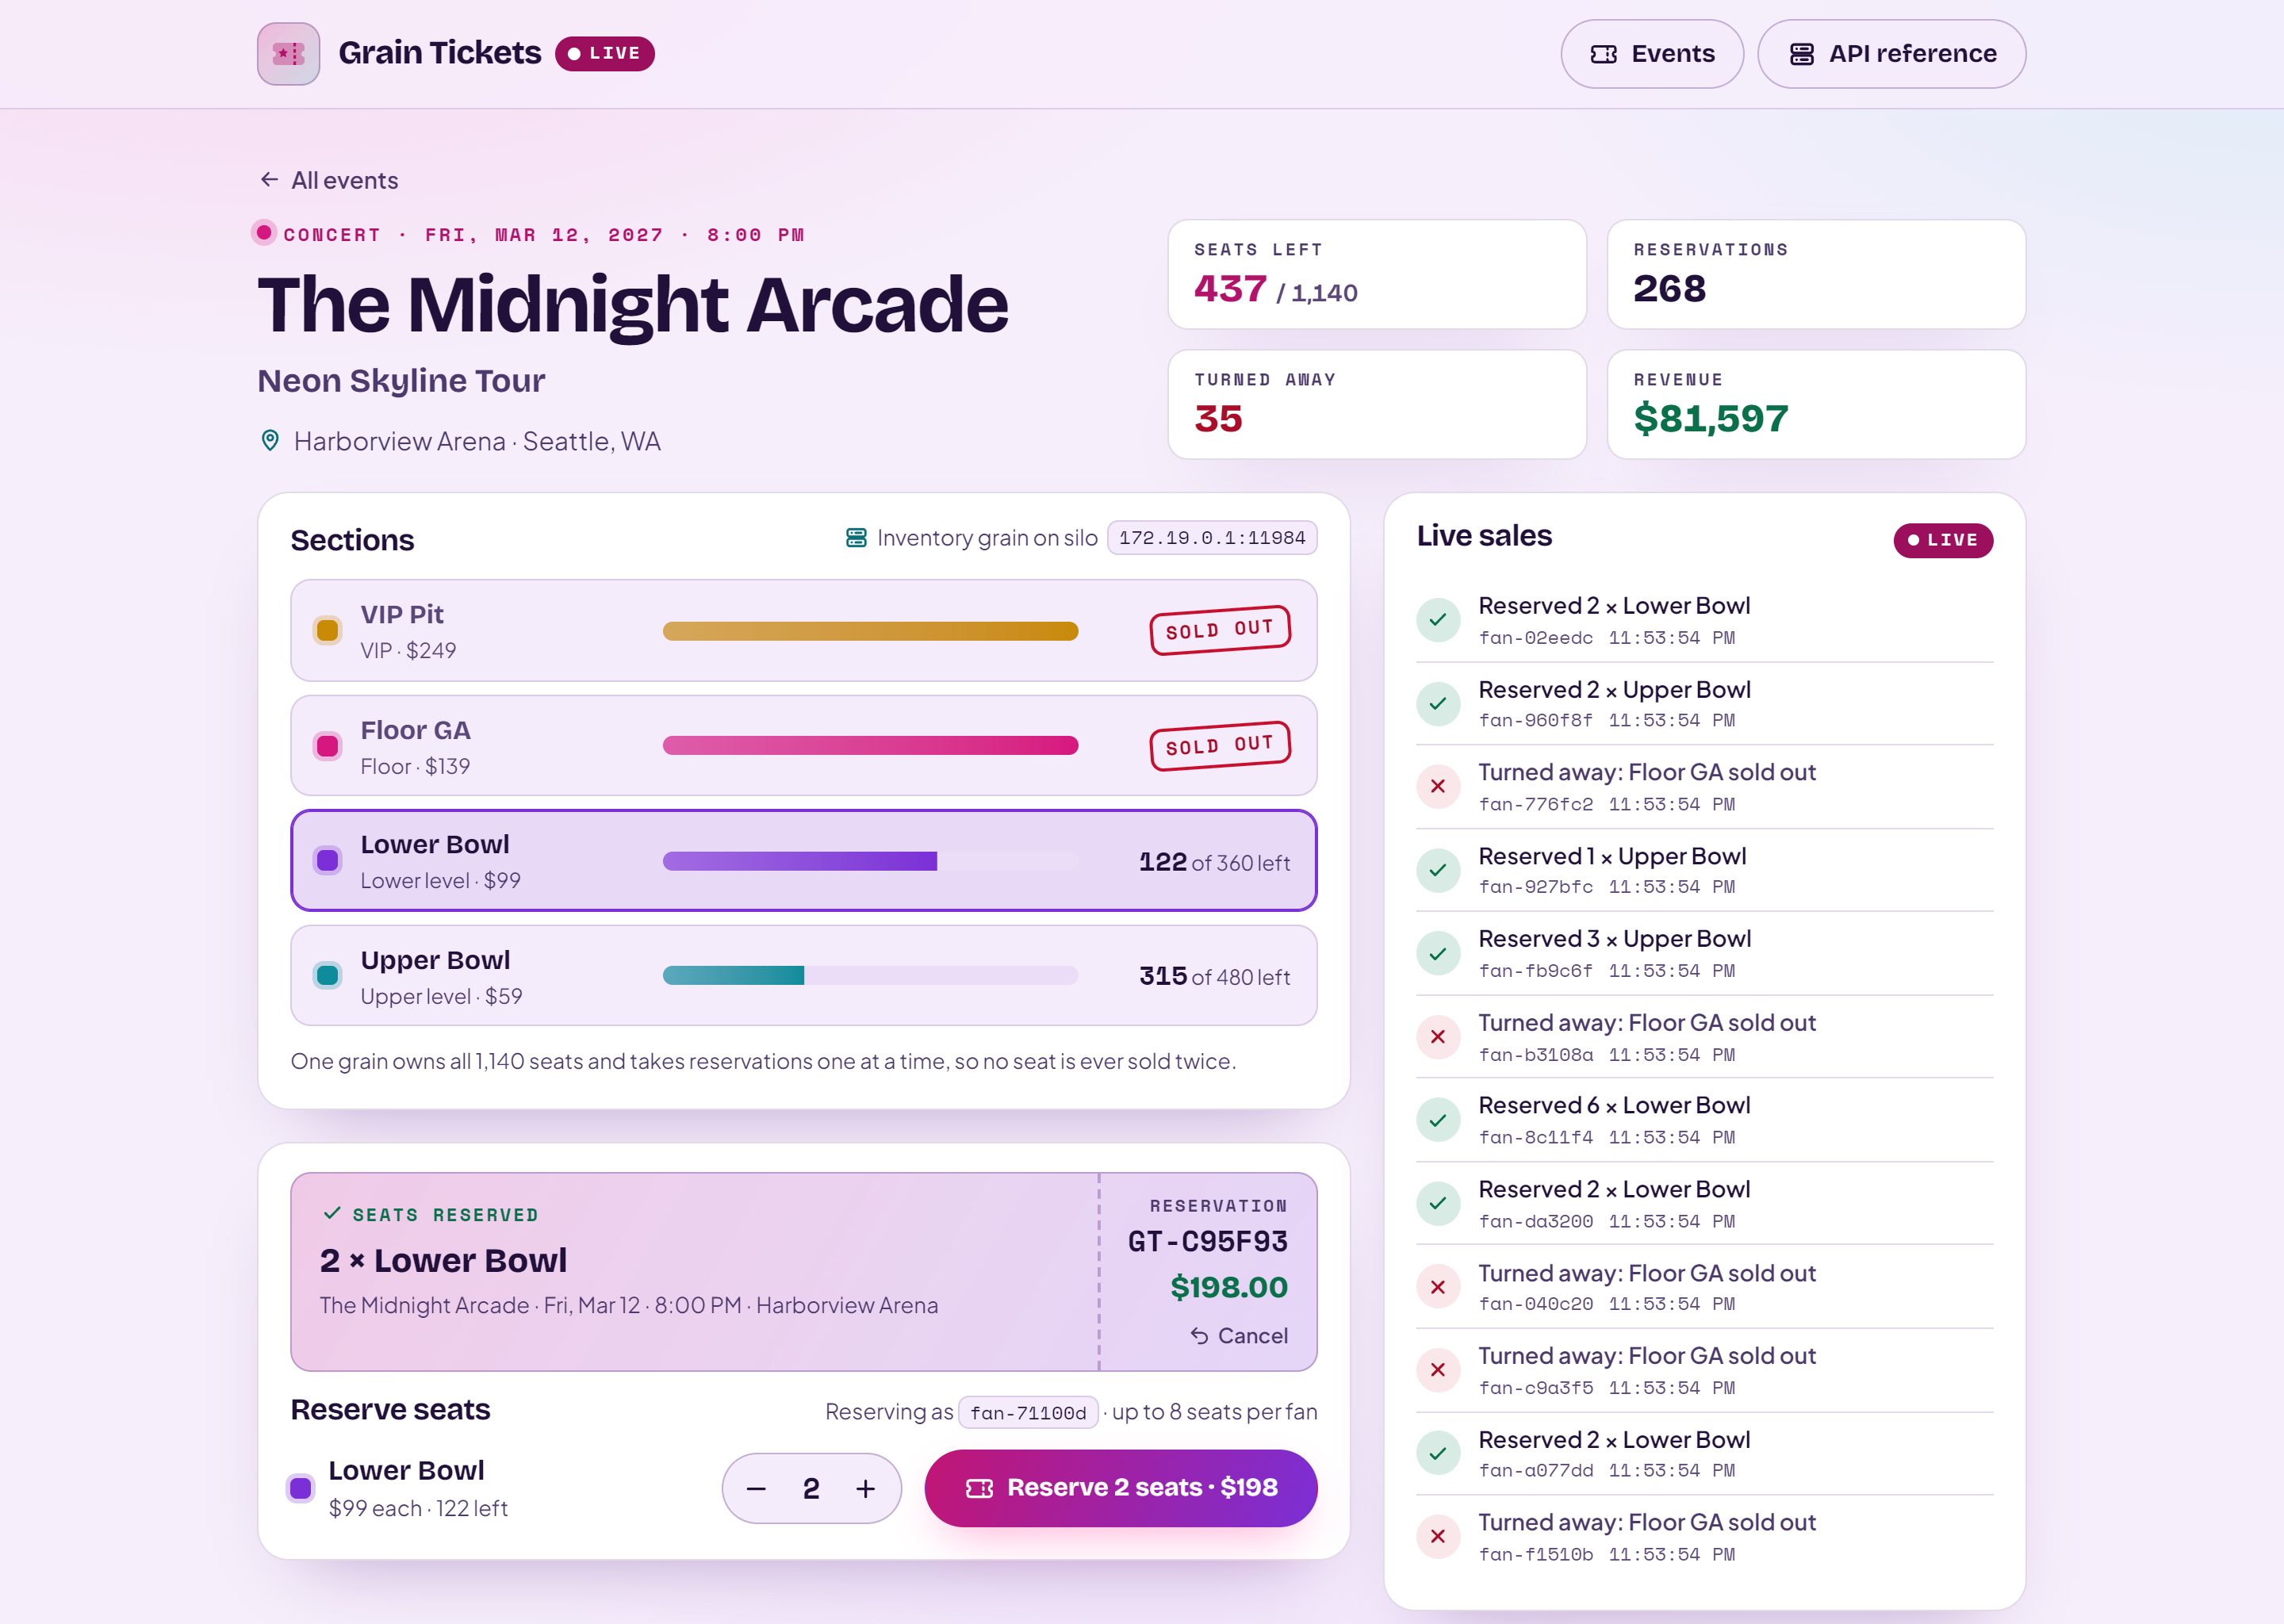 Grain Tickets
LIVE
Events
API reference
All events
CONCERT · FRI, MAR 12, 2027 · 8:00 PM
The Midnight Arcade
Neon Skyline Tour
Harborview Arena · Seattle, WA
SEATS LEFT
437 / 1,140
RESERVATIONS
268
TURNED AWAY
35
REVENUE
$81,597
Sections
Inventory grain on silo 172.19.0.1:11984
VIP Pit
VIP · $249
SOLD OUT
Floor GA
Floor · $139
SOLD OUT
Lower Bowl
Lower level · $99
122 of 360 left
Upper Bowl
Upper level · $59
315 of 480 left
One grain owns all 1,140 seats and takes reservations one at a time, so no seat is ever sold twice.
SEATS RESERVED
2 × Lower Bowl
The Midnight Arcade · Fri, Mar 12 · 8:00 PM · Harborview Arena
RESERVATION
GT-C95F93
$198.00
Cancel
Reserve seats
Reserving as fan-71100d · up to 8 seats per fan
Lower Bowl
$99 each · 122 left
− 2 +
Reserve 2 seats · $198
Live sales
LIVE
Reserved 2 × Lower Bowl
fan-02eedc 11:53:54 PM
Reserved 2 × Upper Bowl
fan-960f8f 11:53:54 PM
Turned away: Floor GA sold out
fan-776fc2 11:53:54 PM
Reserved 1 × Upper Bowl
fan-927bfc 11:53:54 PM
Reserved 3 × Upper Bowl
fan-fb9c6f 11:53:54 PM
Turned away: Floor GA sold out
fan-b3108a 11:53:54 PM
Reserved 6 × Lower Bowl
fan-8c11f4 11:53:54 PM
Reserved 2 × Lower Bowl
fan-da3200 11:53:54 PM
Turned away: Floor GA sold out
fan-040c20 11:53:54 PM
Turned away: Floor GA sold out
fan-c9a3f5 11:53:54 PM
Reserved 2 × Lower Bowl
fan-a077dd 11:53:54 PM
Turned away: Floor GA sold out
fan-f1510b 11:53:54 PM